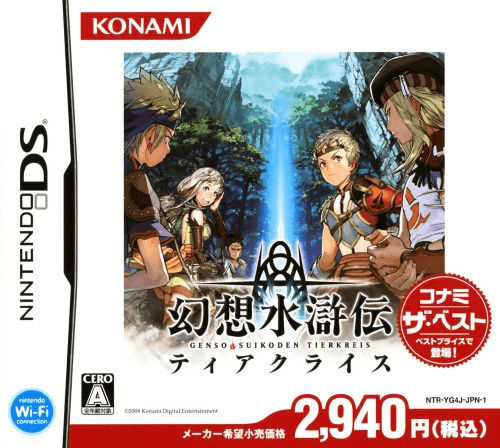 KONAMI
NINTENDO DS
幻想水滸伝
GENSO SUIKODEN TIERKREIS
ティアクライス
コナミ
ザ・ベスト
ベストプライスで
登場！
CERO
A
全年齢対象
©2008 Konami Digital Entertainment
NTR-YG4J-JPN-1
nintendo
Wi-Fi
connection
メーカー希望小売価格 2,940円(税込)